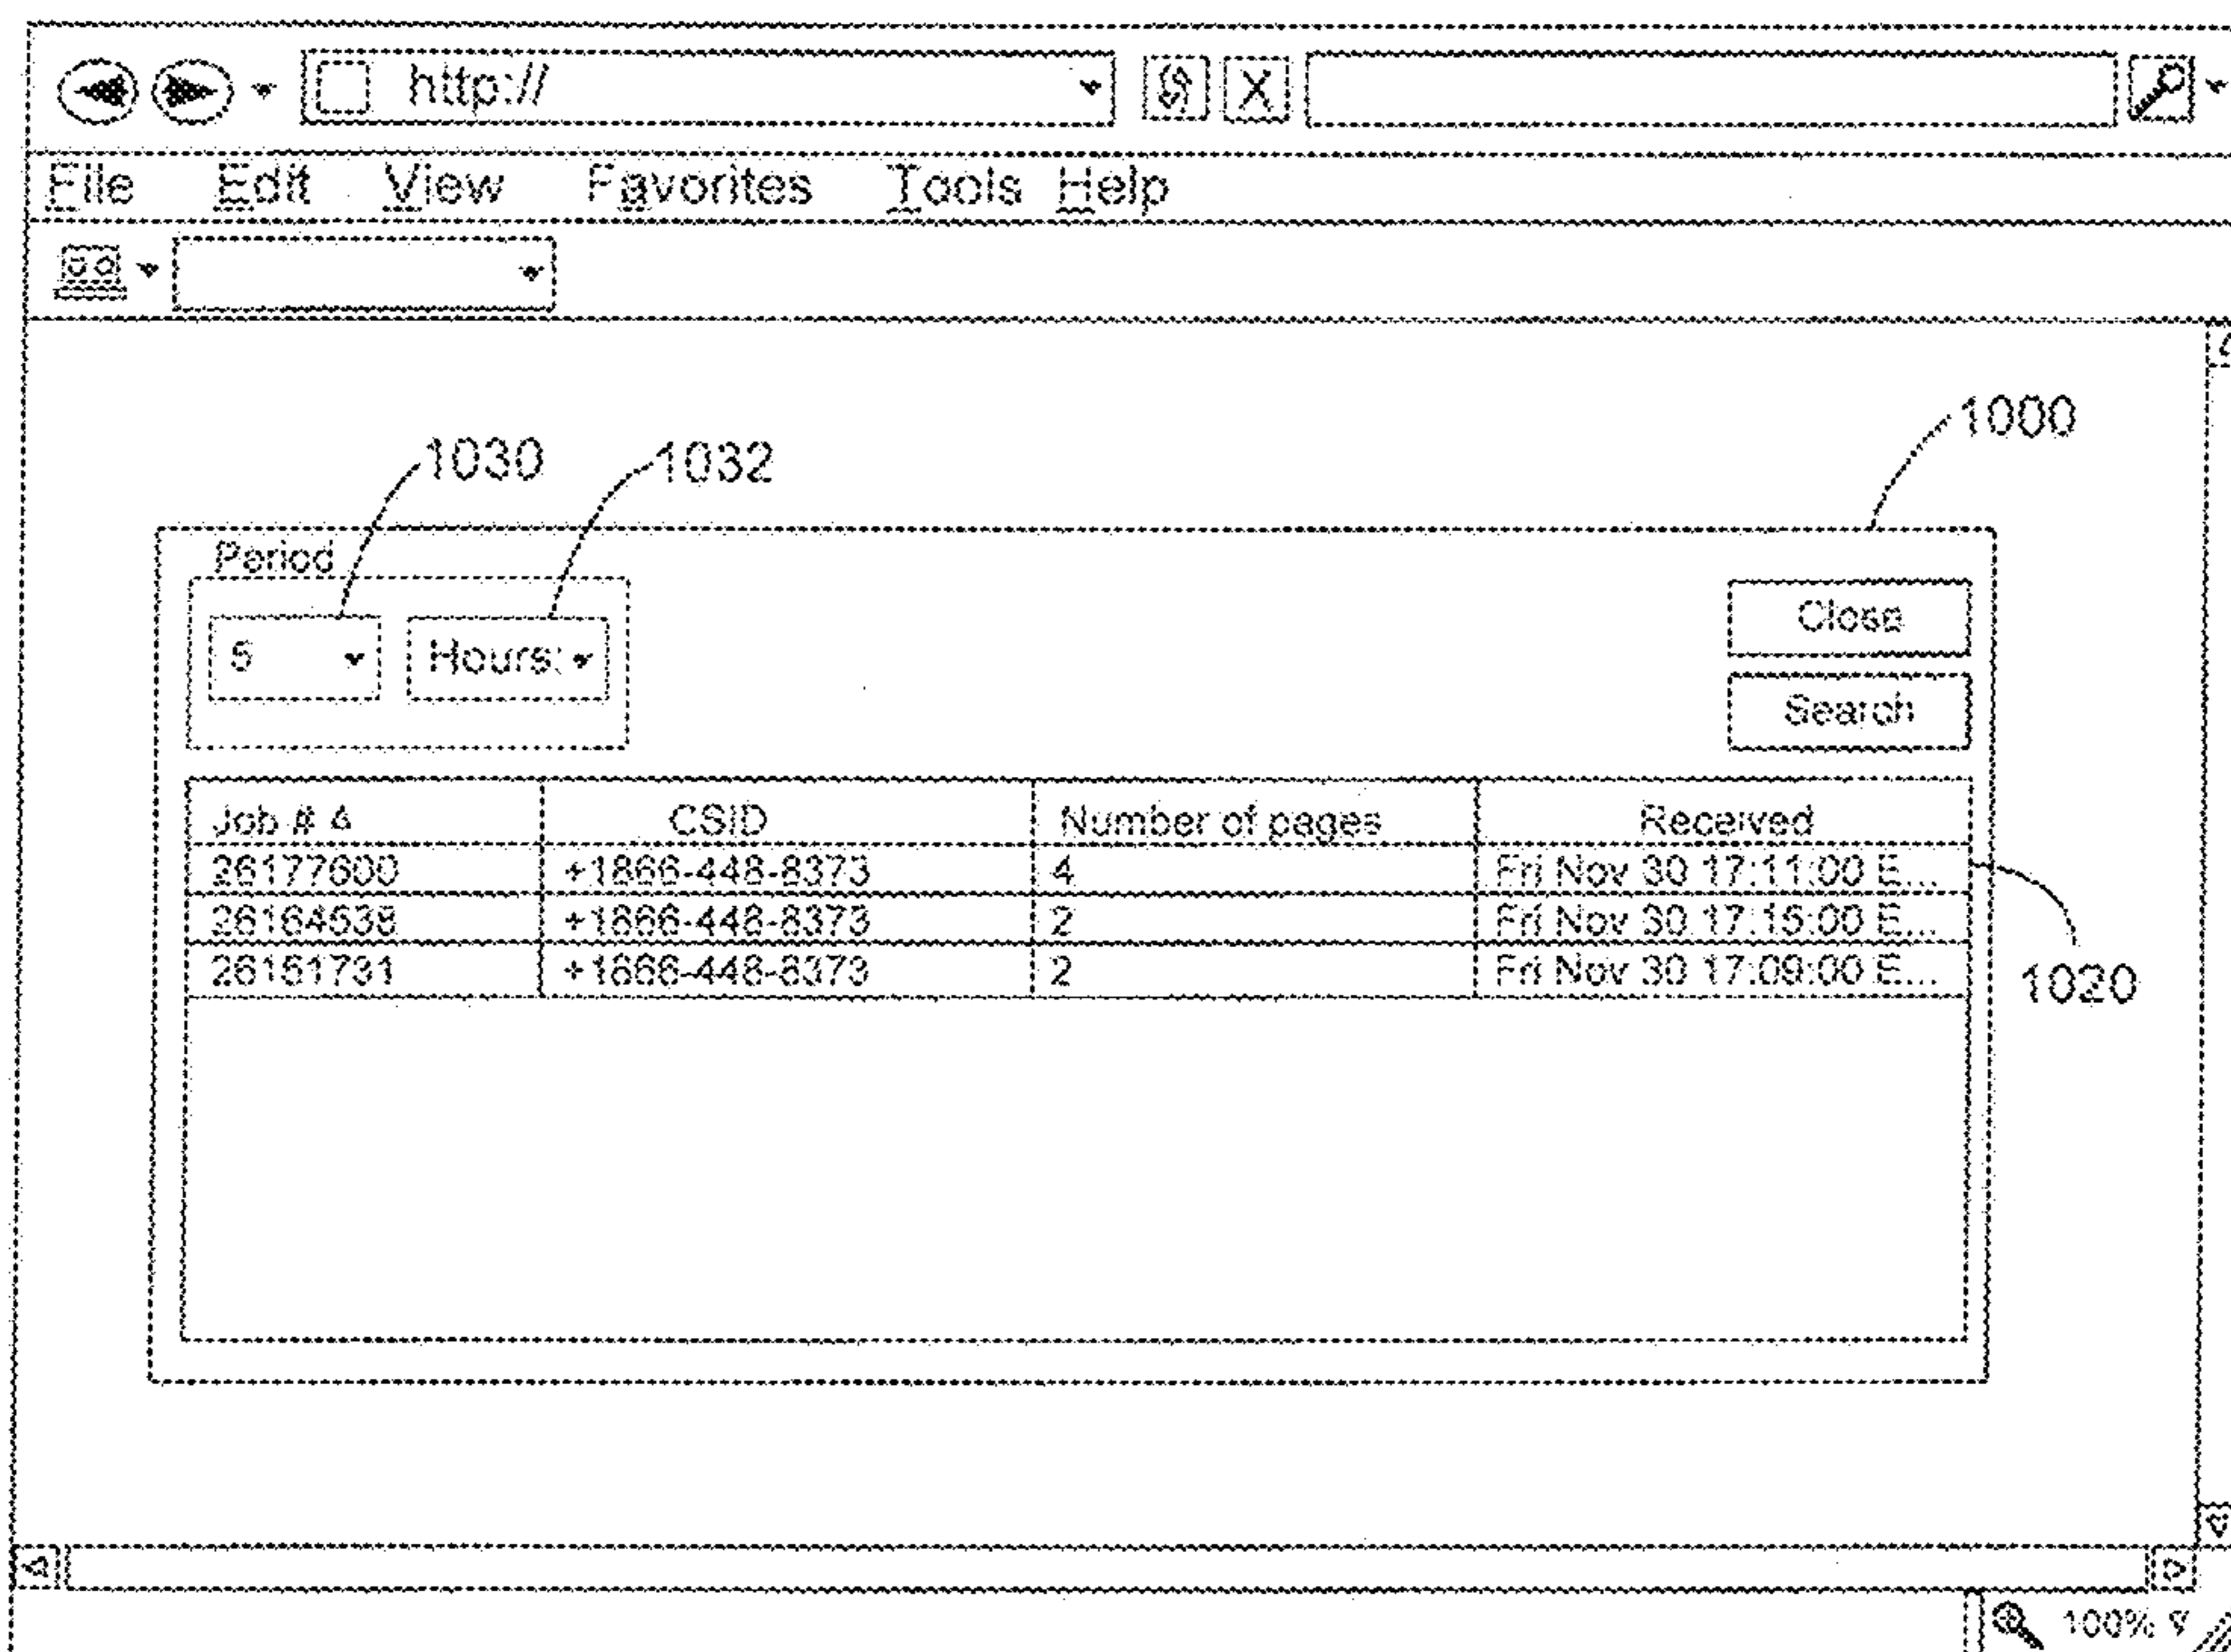 http://
X
File Edit View Favorites Tools Help
1000
1030 1032
Period
5 Hours
Close
Search
Job # CSID Number of pages Received
26177600 +1866-448-8373 4 Fri Nov 30 17:11:00 E...
26164538 +1866-448-8373 2 Fri Nov 30 17:15:00 E...
26151731 +1866-448-8373 2 Fri Nov 30 17:09:00 E...
1020
100%